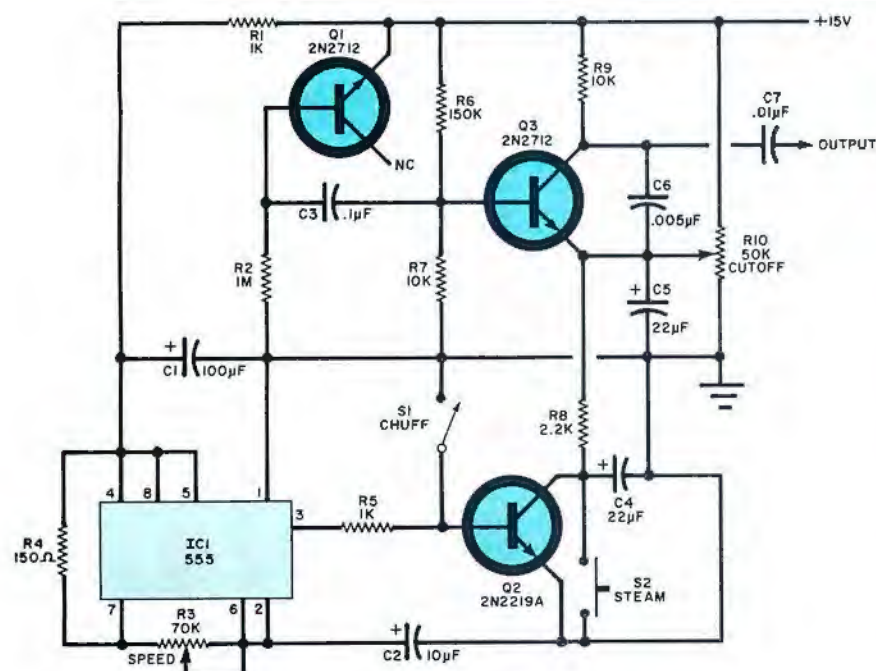 +15V
R1
1K
Q1
2N2712
R6
150K
R9
10K
C7
.01µF
OUTPUT
Q3
2N2712
NC
C3
.1µF
C6
.005µF
R10
50K
CUTOFF
R2
1M
R7
10K
+
C5
22µF
+
C1
100µF
S1
CHUFF
R8
2.2K
+
C4
22µF
4
8
5
1
3
R5
1K
R4
150Ω
IC1
555
Q2
2N2219A
S2
STEAM
7
R3
70K
6
2
SPEED
+
C2
10µF